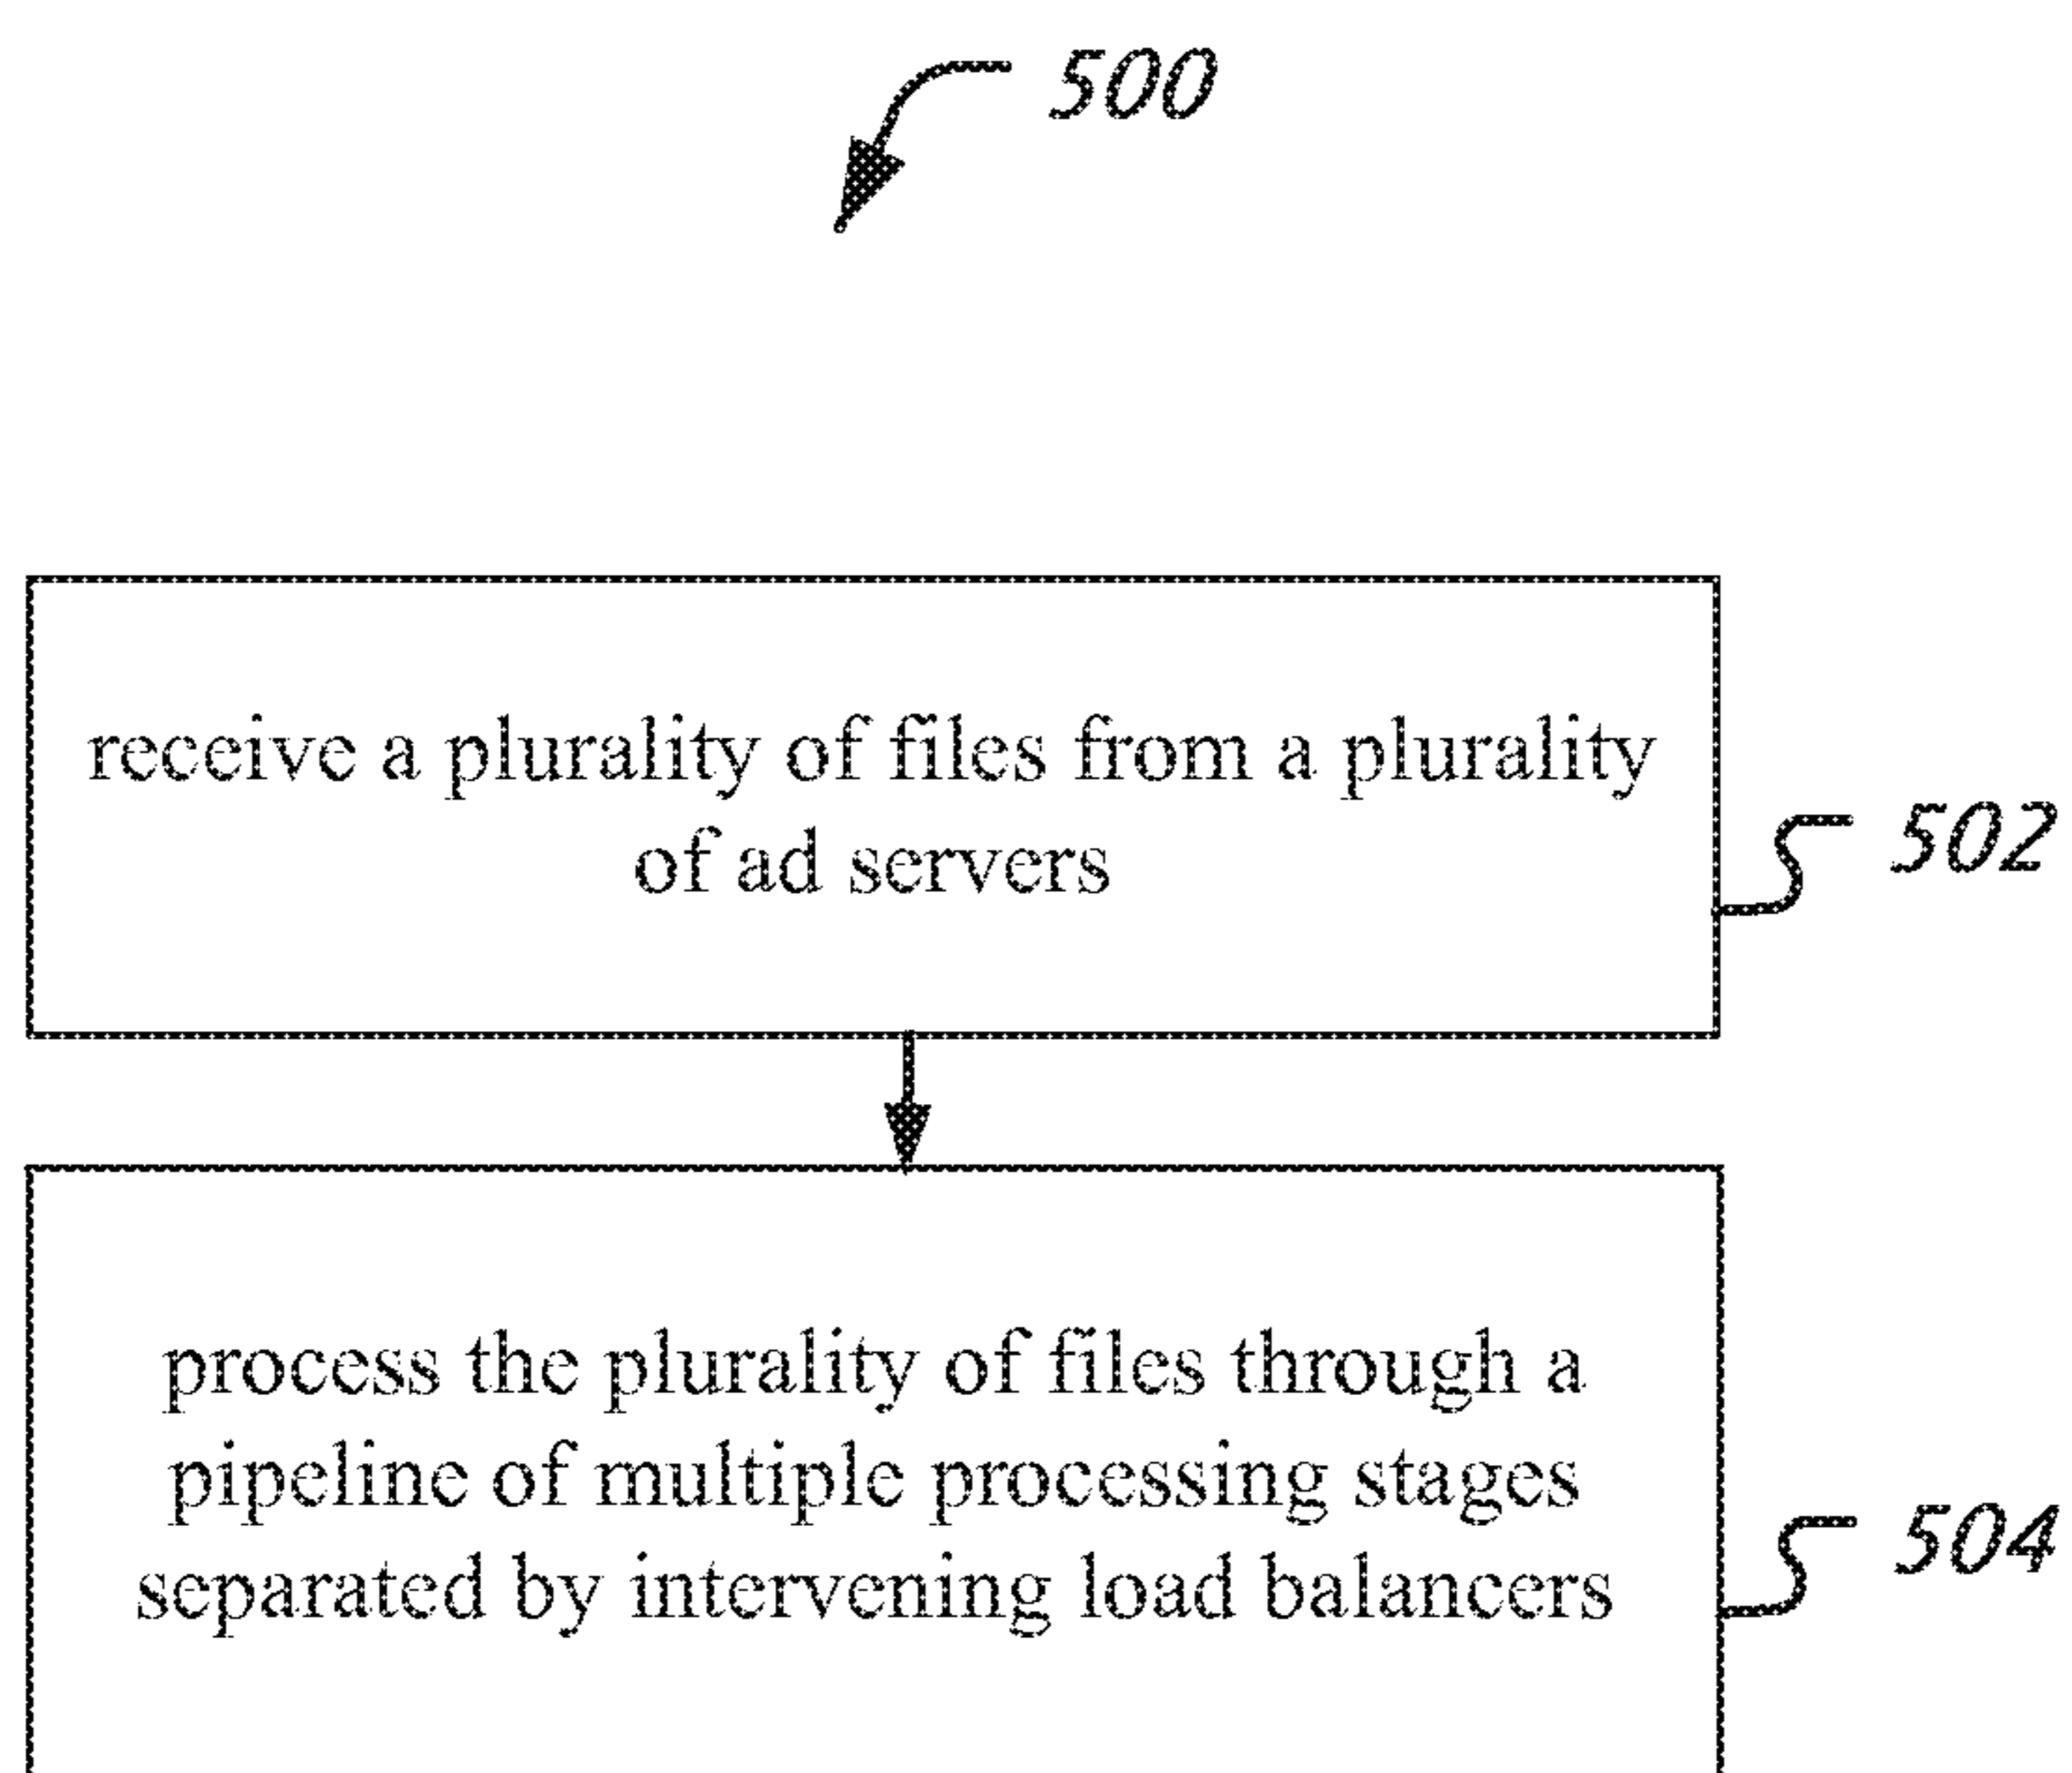 500
receive a plurality of files from a plurality
of ad servers
502
process the plurality of files through a
pipeline of multiple processing stages
separated by intervening load balancers
504